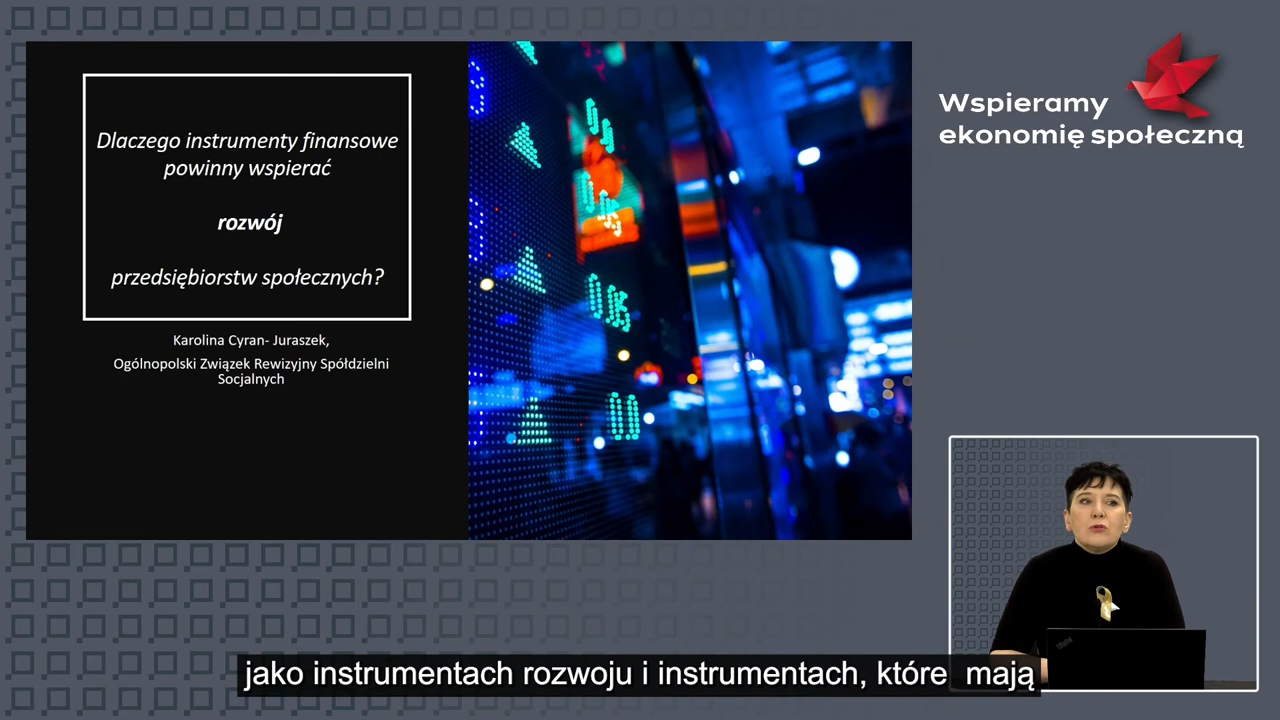 Dlaczego instrumenty finansowe
powinny wspierać
rozwój
przedsiębiorstw społecznych?
Karolina Cyran- Juraszek,
Ogólnopolski Związek Rewizyjny Spółdzielni
Socjalnych
Wspieramy
ekonomię społeczną
jako instrumentach rozwoju i instrumentach, które mają